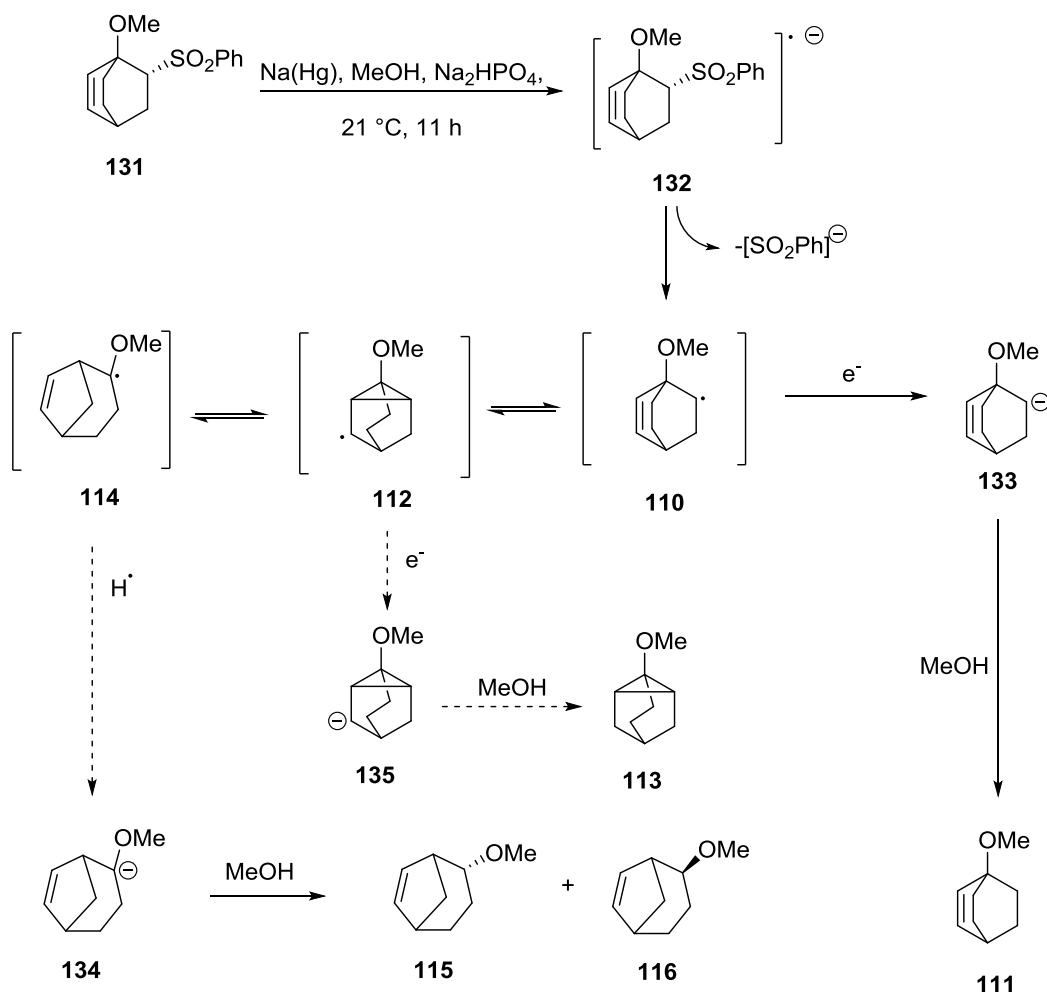 OMe
SO2Ph
131
Na(Hg), MeOH, Na2HPO4,
21 °C, 11 h
OMe
SO2Ph
• ⊖
132
-[SO2Ph]⊖
OMe
•
114
OMe
•
112
OMe
•
110
e-
OMe
⊖
133
H•
e-
MeOH
OMe
⊖
135
MeOH
OMe
113
OMe
⊖
134
MeOH
OMe
115
+
OMe
116
OMe
111